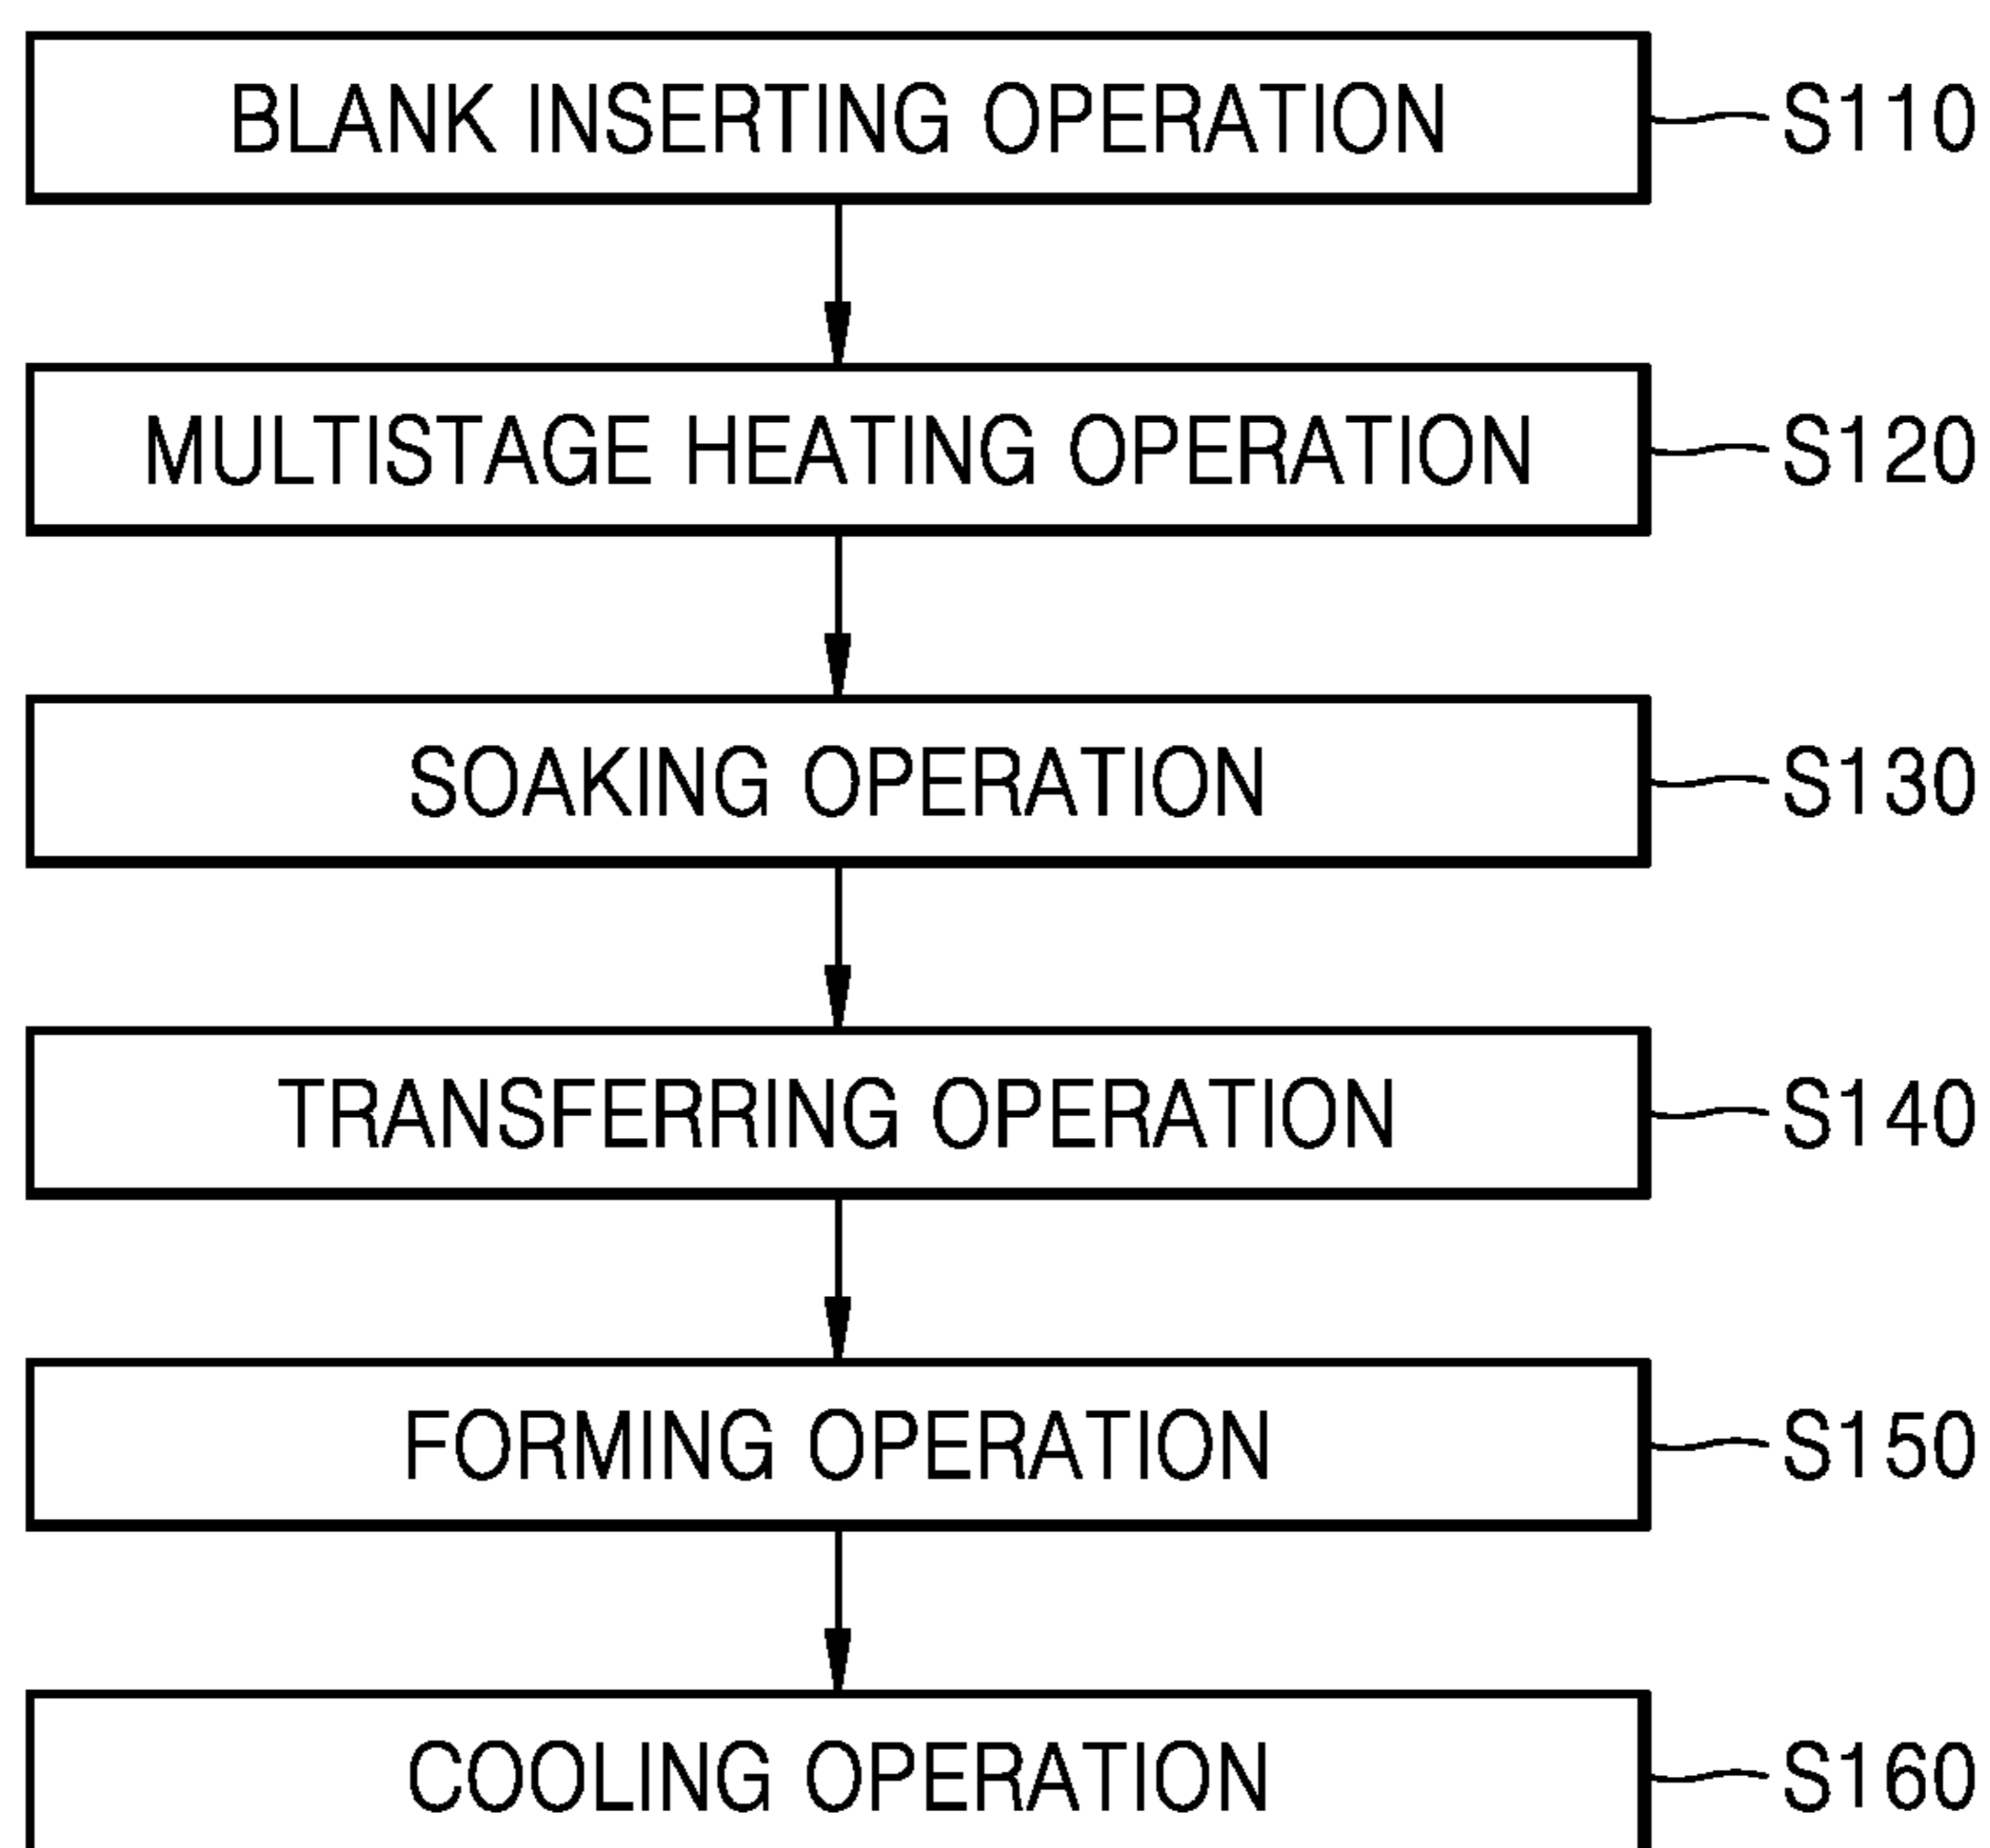 BLANK INSERTING OPERATION S110
MULTISTAGE HEATING OPERATION S120
SOAKING OPERATION S130
TRANSFERRING OPERATION S140
FORMING OPERATION S150
COOLING OPERATION S160